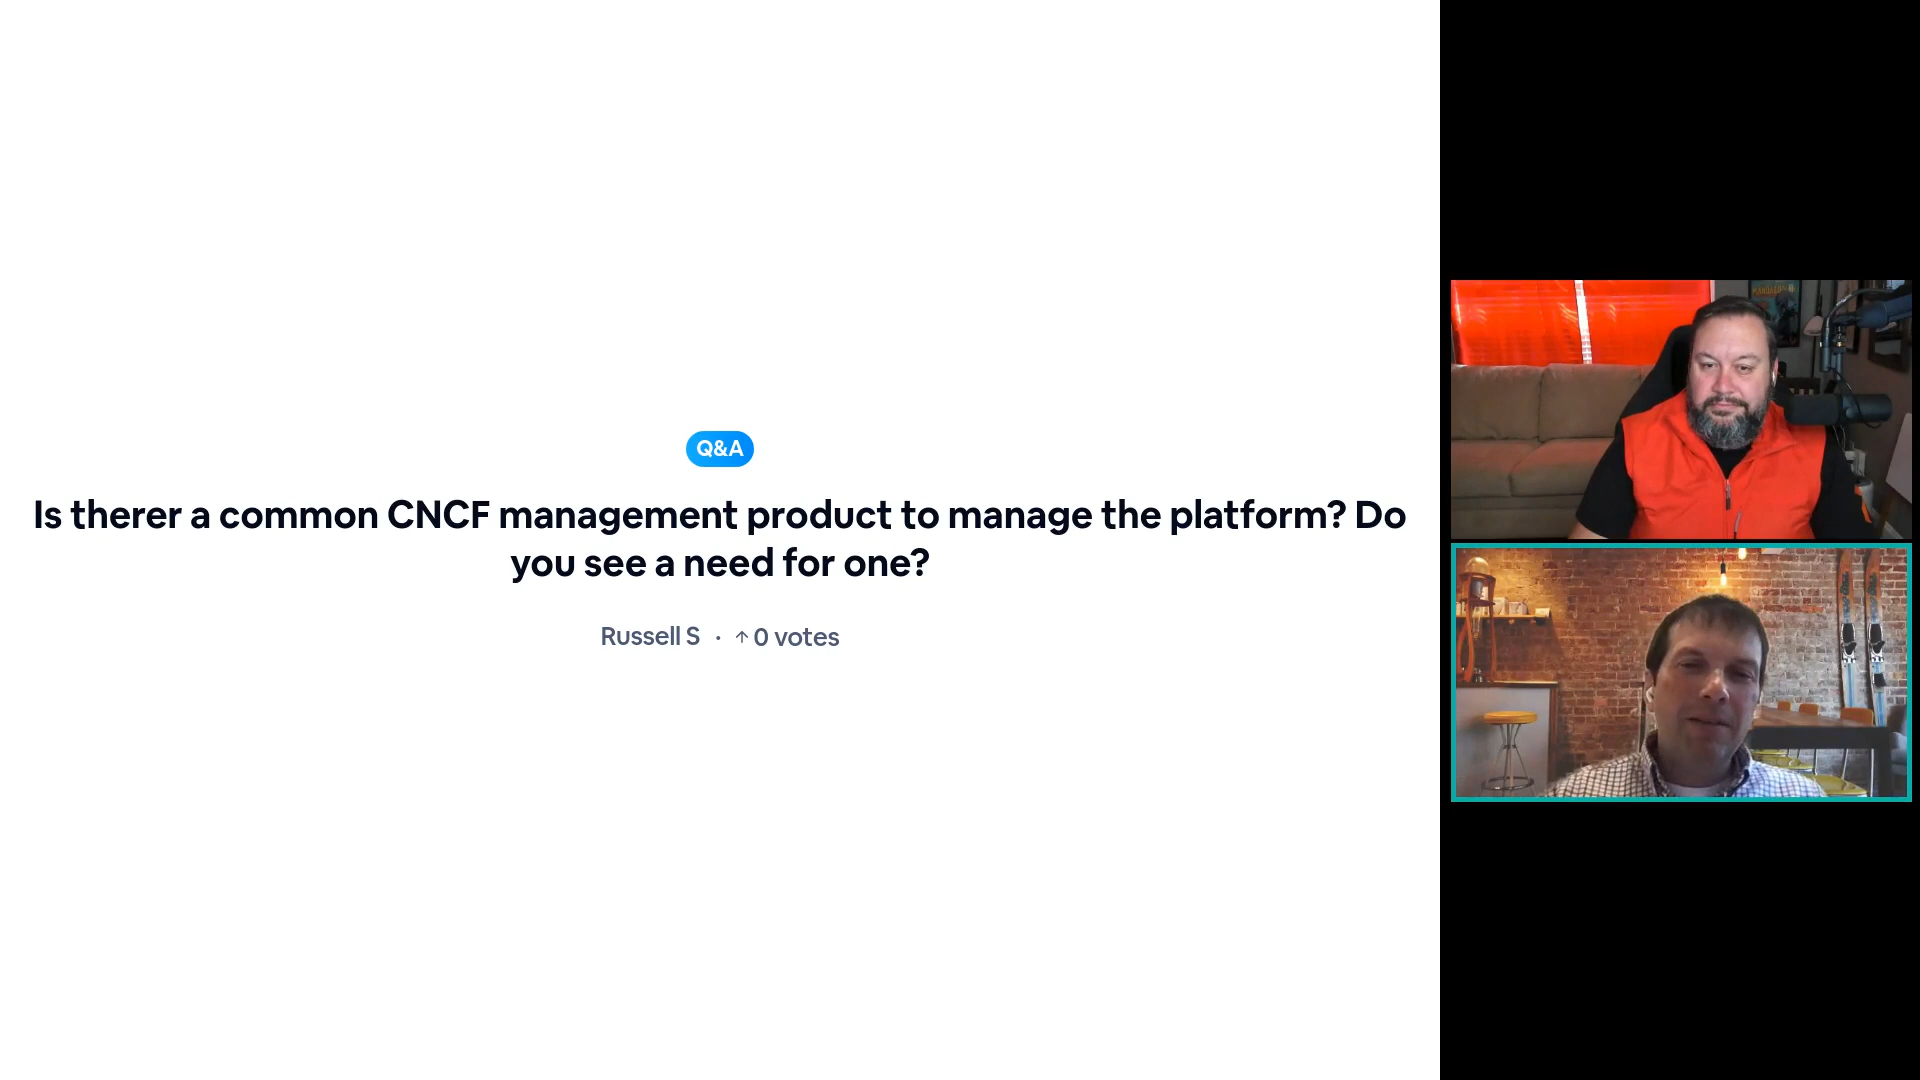 Q&A
Is therer a common CNCF management product to manage the platform? Do
you see a need for one?
Russell S · ↑ 0 votes